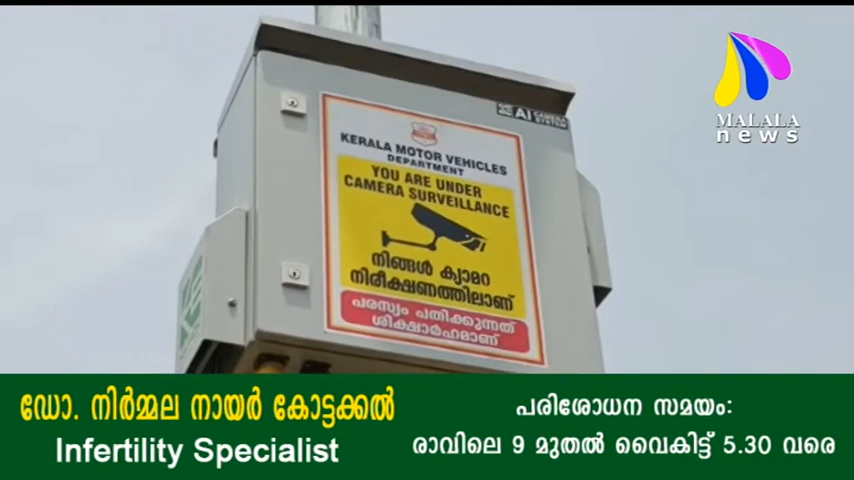 MALALA
news
AI CAMERA
SYSTEM
KERALA MOTOR VEHICLES
DEPARTMENT
YOU ARE UNDER
CAMERA SURVEILLANCE
നിങ്ങൾ ക്യാമറ
നിരീക്ഷണത്തിലാണ്
പരസ്യം പതിക്കുന്നത്
ശിക്ഷാർഹമാണ്
ഡോ. നിർമ്മല നായർ കോട്ടക്കൽ
Infertility Specialist
പരിശോധന സമയം:
രാവിലെ 9 മുതൽ വൈകിട്ട് 5.30 വരെ